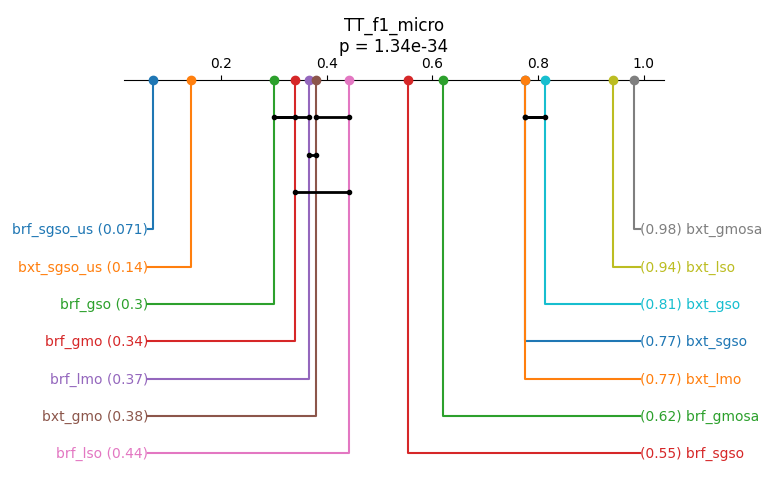 TT_f1_micro
p = 1.34e-34
0.2 0.4 0.6 0.8 1.0
brf_sgso_us (0.071) (0.98) bxt_gmosa
bxt_sgso_us (0.14) (0.94) bxt_lso
brf_gso (0.3) (0.81) bxt_gso
brf_gmo (0.34) (0.77) bxt_sgso
brf_lmo (0.37) (0.77) bxt_lmo
bxt_gmo (0.38) (0.62) brf_gmosa
brf_lso (0.44) (0.55) brf_sgso